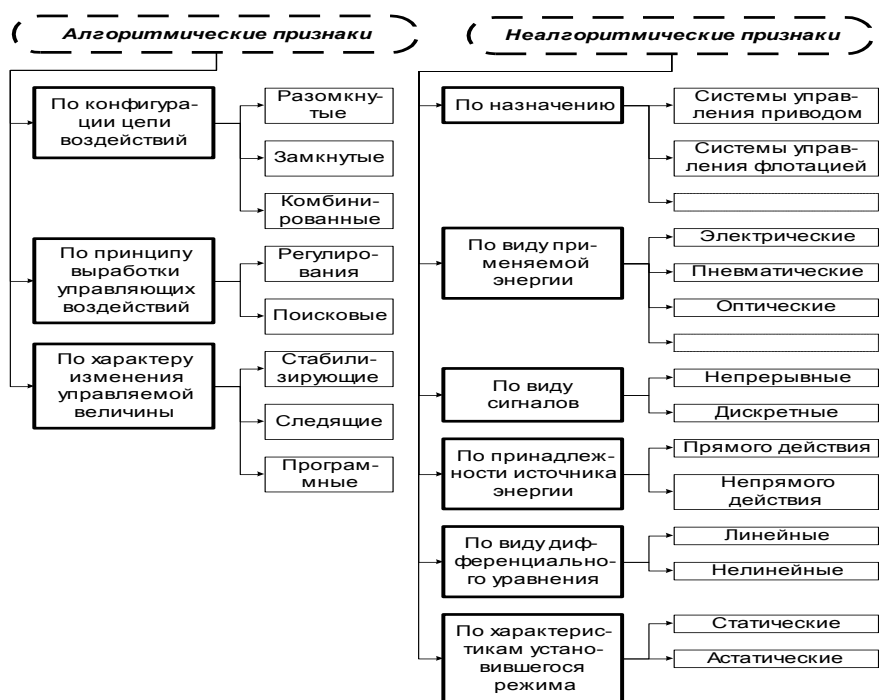 Алгоритмические признаки
По конфигура-
ции цепи
воздействий
Разомкну-
тые
Замкнутые
Комбини-
рованные
По принципу
выработки
управляющих
воздействий
Регулиро-
вания
Поисковые
По характеру
изменения
управляемой
величины
Стабили-
зирующие
Следящие
Програм-
мные
Неалгоритмические признаки
По назначению
Системы управ-
ления приводом
Системы управ-
ления флотацией
По виду при-
меняемой
энергии
Электрические
Пневматические
Оптические
По виду
сигналов
Непрерывные
Дискретные
По принадлеж-
ности источника
энергии
Прямого действия
Непрямого
действия
По виду диф-
ференциально-
го уравнения
Линейные
Нелинейные
По характерис-
тикам устано-
вившегося
режима
Статические
Астатические